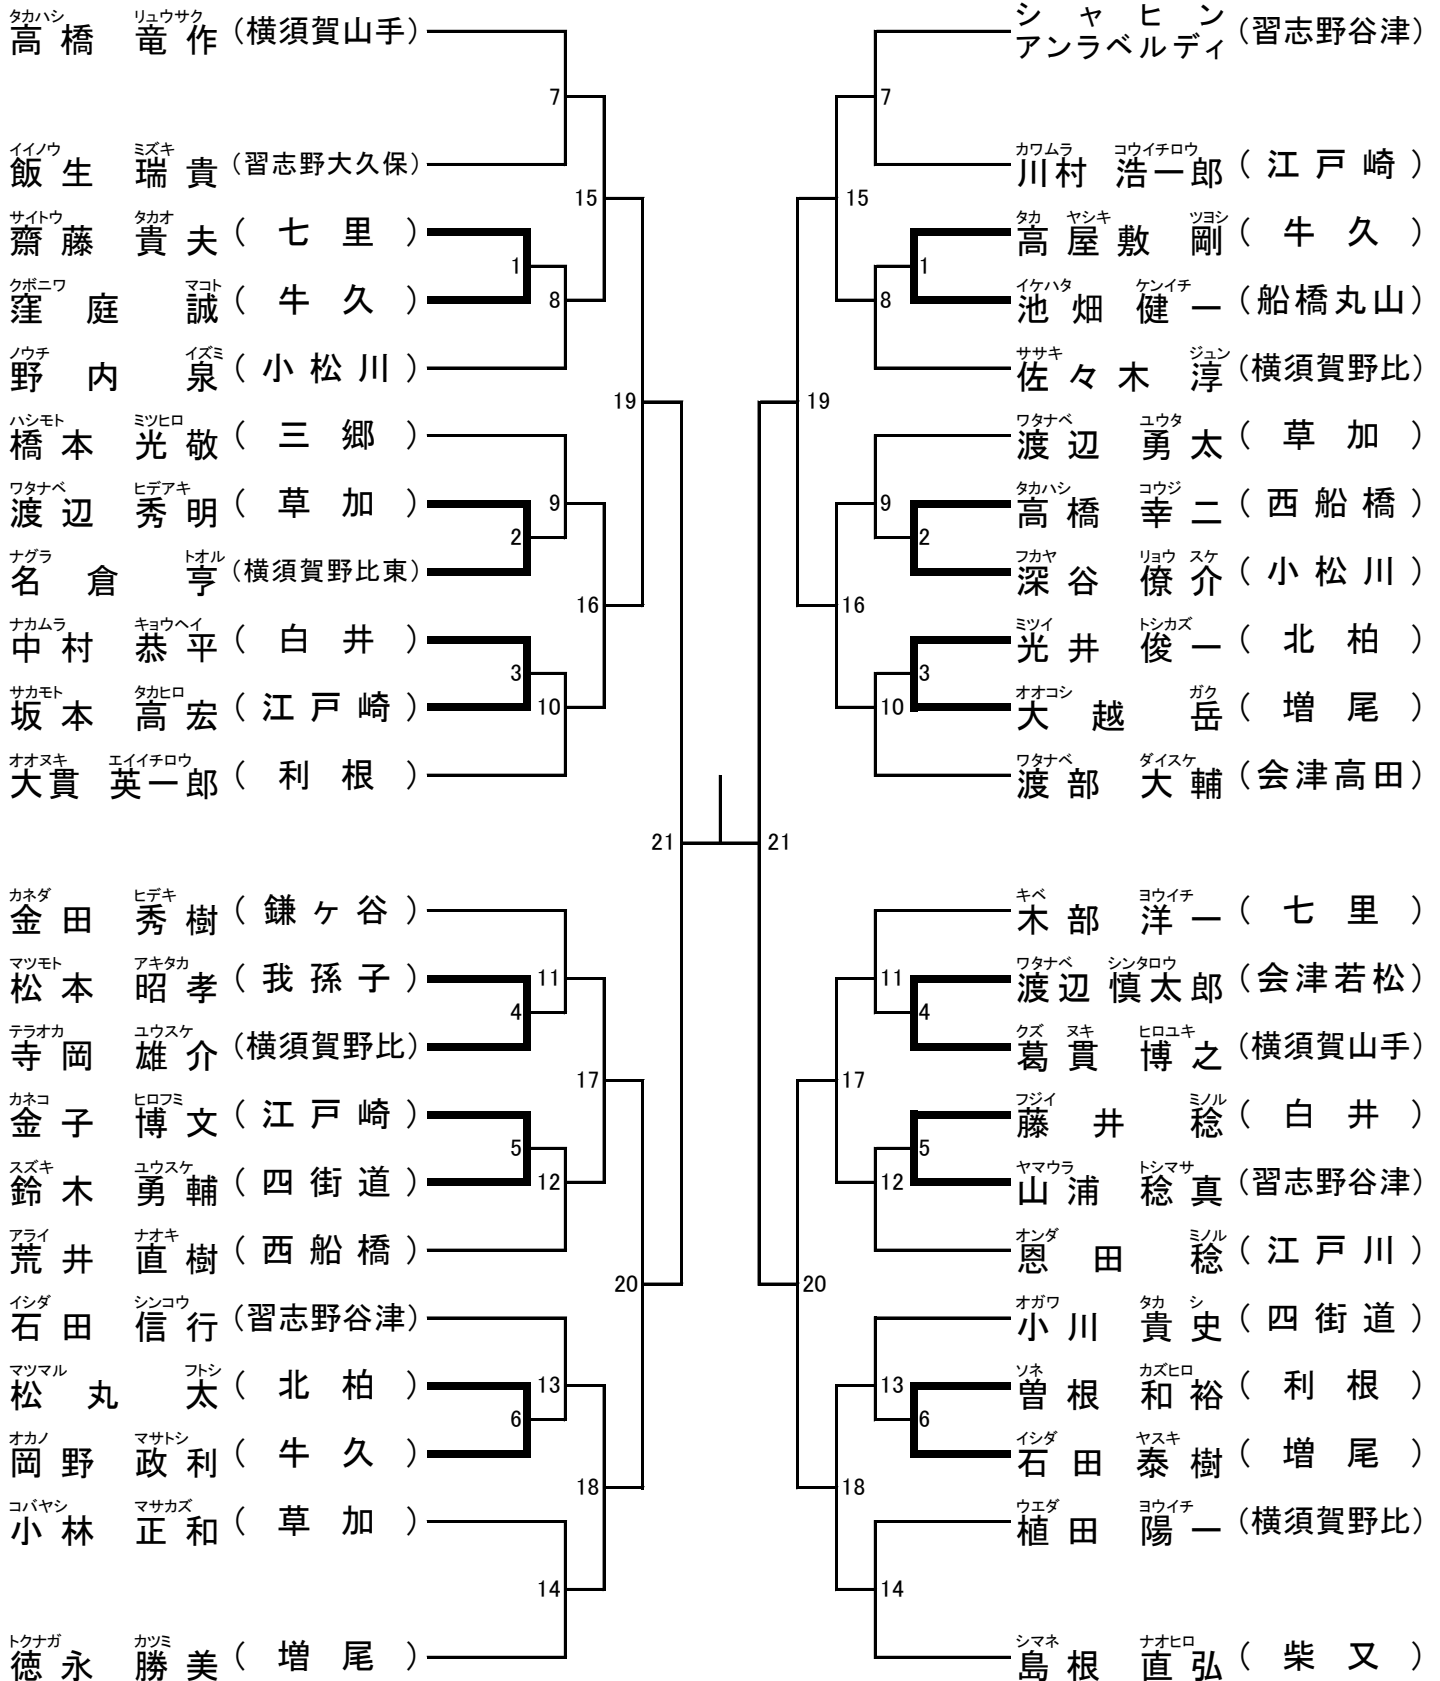 タカハシ リュウサク
高橋 竜作 (横須賀山手)
7
イイノウ ミズキ
飯生 瑞貴 (習志野大久保)
15
サイトウ タカオ
齋藤 貴夫 (七里)
1
クボニワ マコト
窪庭 誠 (牛久)
8
ノウチ イズミ
野内 泉 (小松川)
19
ハシモト ミツヒロ
橋本 光敬 (三郷)
ワタナベ ヒデアキ
渡辺 秀明 (草加)
9
2
ナグラ トオル
名倉 亨 (横須賀野比東)
16
ナカムラ キョウヘイ
中村 恭平 (白井)
3
サカモト タカヒロ
坂本 高宏 (江戸崎)
10
オオヌキ エイイチロウ
大貫 英一郎 (利根)
21
カネダ ヒデキ
金田 秀樹 (鎌ヶ谷)
マツモト アキタカ
松本 昭孝 (我孫子)
11
4
テラオカ ユウスケ
寺岡 雄介 (横須賀野比)
17
カネコ ヒロフミ
金子 博文 (江戸崎)
5
スズキ ユウスケ
鈴木 勇輔 (四街道)
12
アライ ナオキ
荒井 直樹 (西船橋)
20
イシダ シンコウ
石田 信行 (習志野谷津)
マツマル フトシ
松丸 太 (北柏)
13
6
オカノ マサトシ
岡野 政利 (牛久)
18
コバヤシ マサカズ
小林 正和 (草加)
14
トクナガ カツミ
徳永 勝美 (増尾)
シャヒン
アンラベルディ (習志野谷津)
7
カワムラ コウイチロウ
川村 浩一郎 (江戸崎)
15
タカ ヤシキ ツヨシ
高屋敷 剛 (牛久)
1
イケハタ ケンイチ
池畑 健一 (船橋丸山)
8
ササキ ジュン
佐々木 淳 (横須賀野比)
19
ワタナベ ユウタ
渡辺 勇太 (草加)
タカハシ コウジ
高橋 幸二 (西船橋)
9
2
フカヤ リョウ スケ
深谷 僚介 (小松川)
16
ミツイ トシカズ
光井 俊一 (北柏)
3
オオコシ ガク
大越 岳 (増尾)
10
ワタナベ ダイスケ
渡部 大輔 (会津高田)
21
キベ ヨウイチ
木部 洋一 (七里)
ワタナベ シンタロウ
渡辺 慎太郎 (会津若松)
11
4
クズ ヌキ ヒロユキ
葛貫 博之 (横須賀山手)
17
フジイ ミノル
藤井 稔 (白井)
5
ヤマウラ トシマサ
山浦 稔真 (習志野谷津)
12
オンダ ミノル
恩田 稔 (江戸川)
20
オガワ タカ シ
小川 貴史 (四街道)
ソネ カズヒロ
曽根 和裕 (利根)
13
6
イシダ ヤスキ
石田 泰樹 (増尾)
18
ウエダ ヨウイチ
植田 陽一 (横須賀野比)
14
シマネ ナオヒロ
島根 直弘 (柴又)